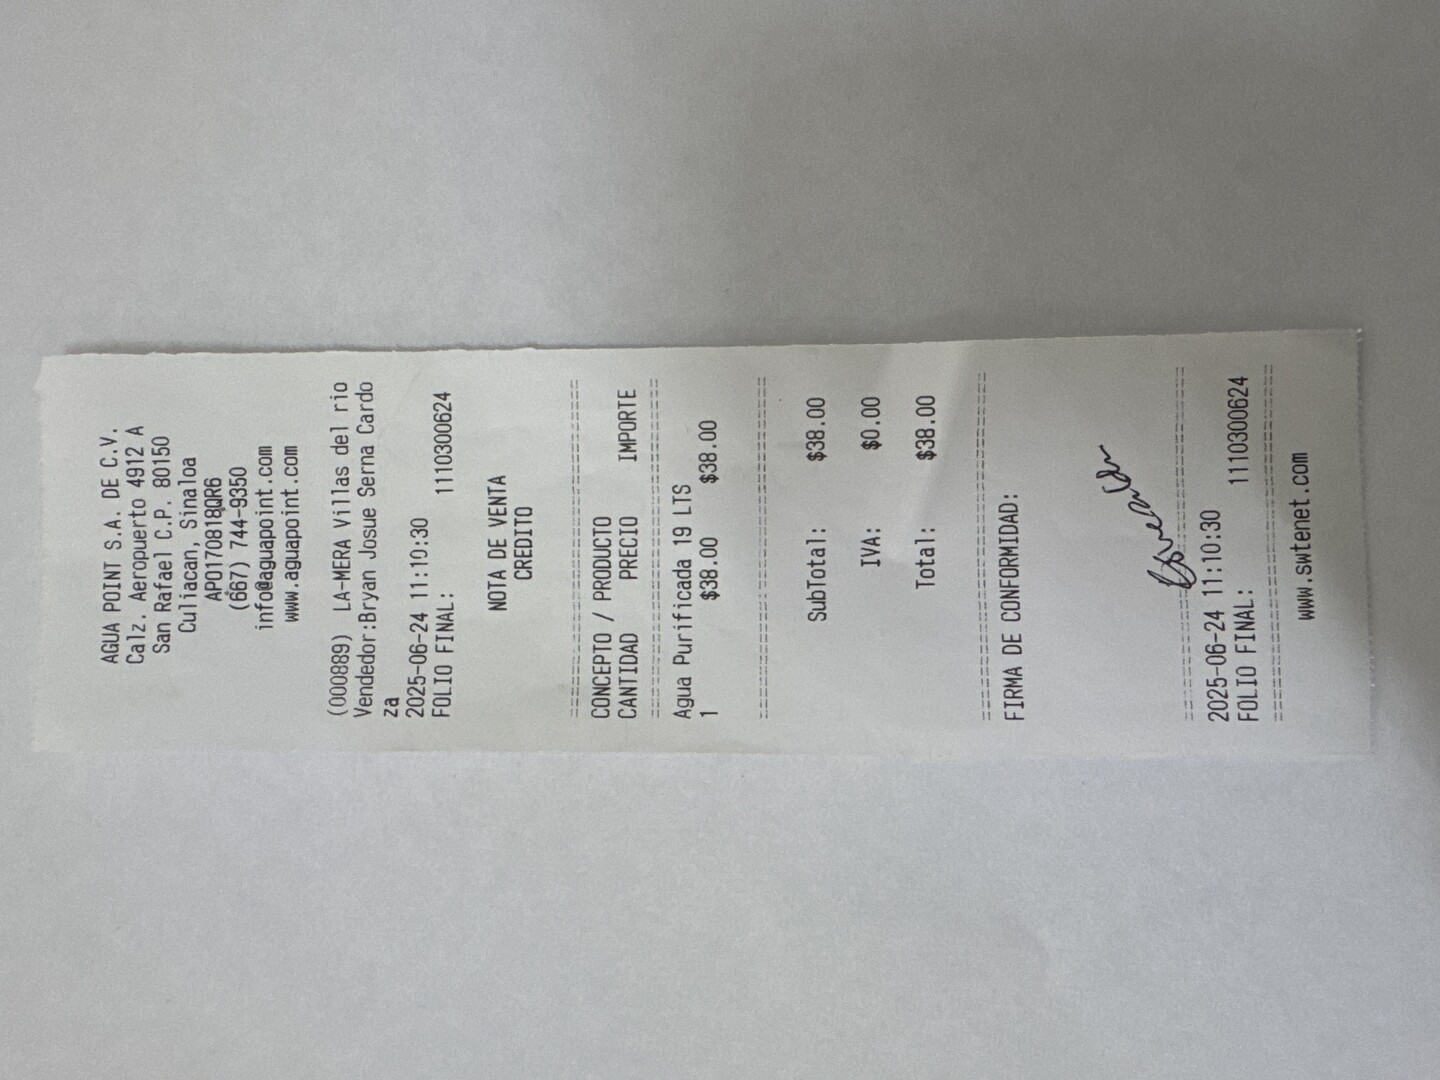 AGUA POINT S.A. DE C.V.
Calz. Aeropuerto 4912 A
San Rafael C.P. 80150
Culiacan, Sinaloa
APO170818QR6
(667) 744-9350
info@aguapoint.com
www.aguapoint.com
(000889) LA-MERA Villas del rio
Vendedor:Bryan Josue Serna Cardo
za
2025-06-24 11:10:30
FOLIO FINAL: 1110300624
NOTA DE VENTA
CREDITO
================================
CONCEPTO / PRODUCTO
CANTIDAD PRECIO IMPORTE
================================
Agua Purificada 19 LTS
1 $38.00 $38.00
================================
SubTotal: $38.00
IVA: $0.00
Total: $38.00
================================
FIRMA DE CONFORMIDAD:
================================
2025-06-24 11:10:30
FOLIO FINAL: 1110300624
================================
www.swtenet.com